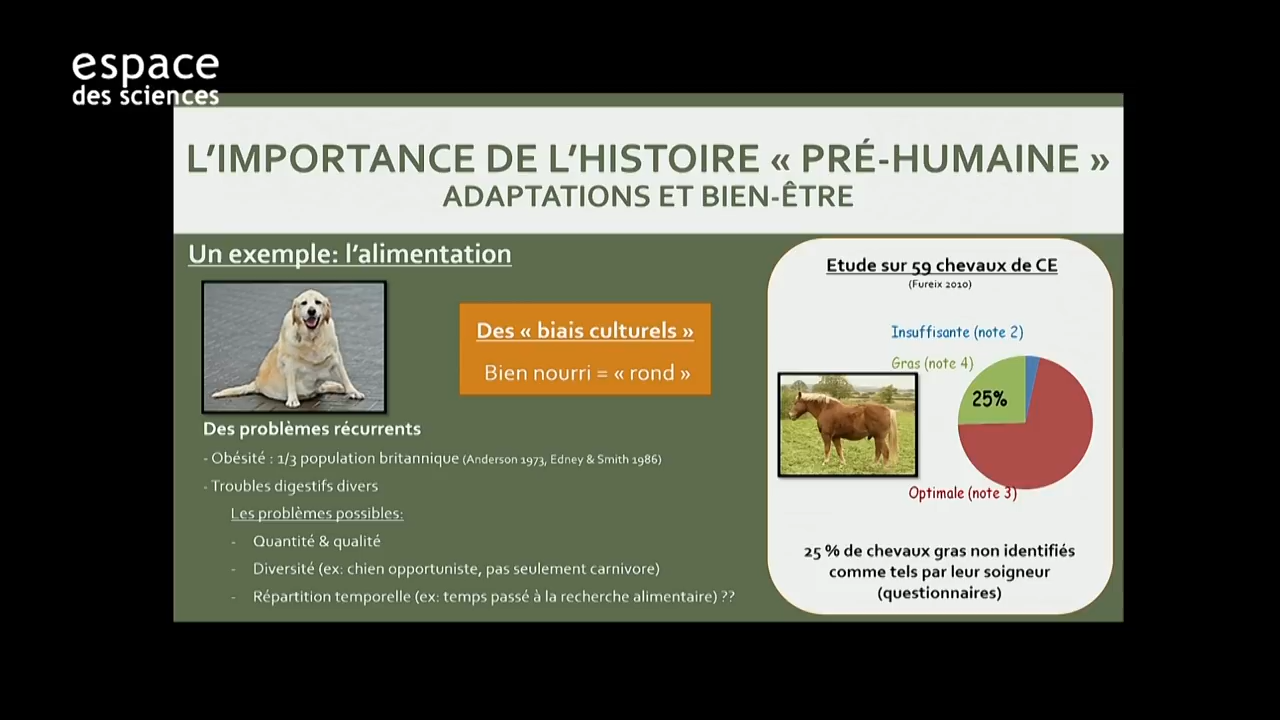 espace
des sciences
L'IMPORTANCE DE L'HISTOIRE « PRÉ-HUMAINE »
ADAPTATIONS ET BIEN-ÊTRE
Un exemple: l'alimentation
Des « biais culturels »
Bien nourri = « rond »
Des problèmes récurrents
- Obésité : 1/3 population britannique (Anderson 1973, Edney & Smith 1986)
- Troubles digestifs divers
Les problèmes possibles:
- Quantité & qualité
- Diversité (ex: chien opportuniste, pas seulement carnivore)
- Répartition temporelle (ex: temps passé à la recherche alimentaire) ??
Etude sur 59 chevaux de CE
(Fureix 2010)
Insuffisante (note 2)
Gras (note 4)
25%
Optimale (note 3)
25 % de chevaux gras non identifiés
comme tels par leur soigneur
(questionnaires)